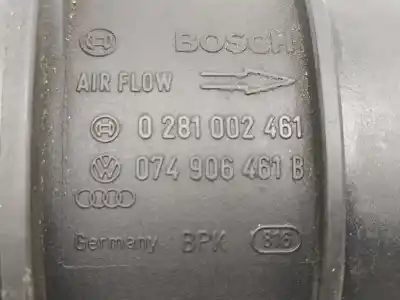 BOSCH
AIR FLOW
0 281 002 461
074 906 461 B
Germany BPK 816